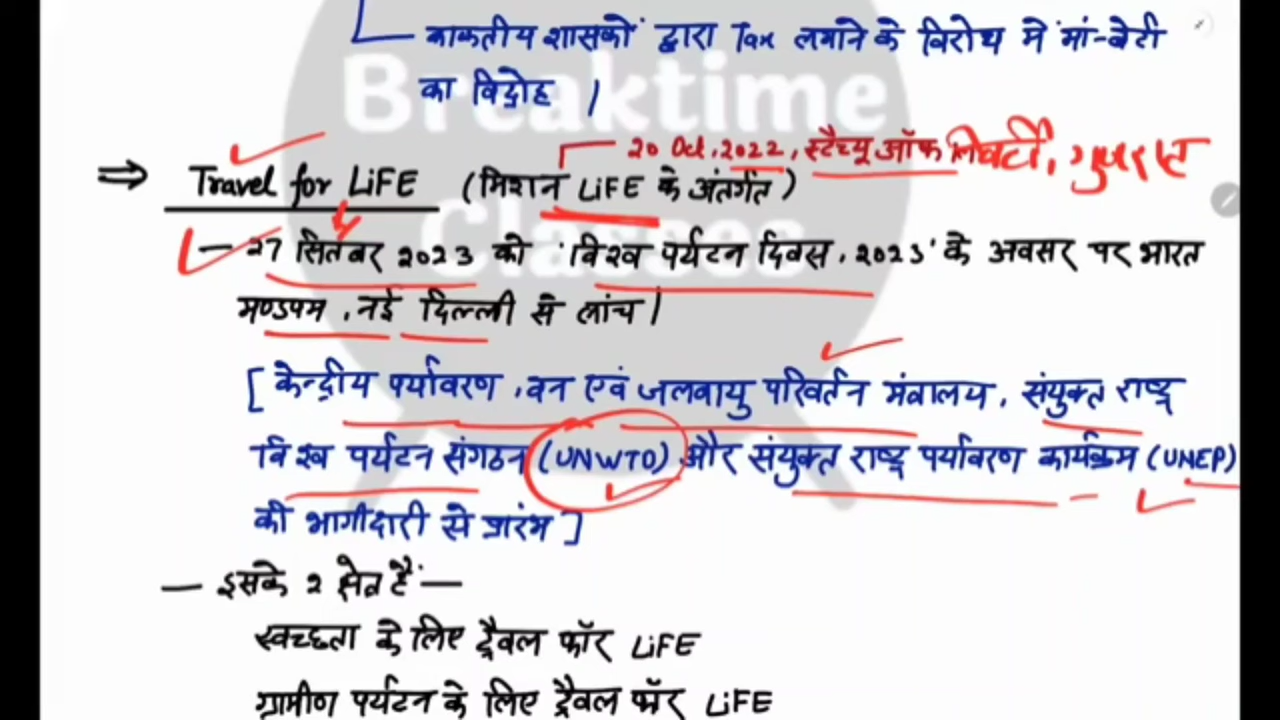 काकतीय शासकों द्वारा Tax लगाने के विरोध में मां-बेटी
का विद्रोह |
Breaktime
Classes
20 Oct, 2022, स्टैच्यू ऑफ लिबर्टी, गुजरात
⇒ Travel for LiFE (मिशन LiFE के अंतर्गत)
— 27 सितंबर 2023 को 'विश्व पर्यटन दिवस, 2023' के अवसर पर भारत
मण्डपम, नई दिल्ली से लांच |
[ केन्द्रीय पर्यावरण, वन एवं जलवायु परिवर्तन मंत्रालय, संयुक्त राष्ट्र
विश्व पर्यटन संगठन (UNWTO) और संयुक्त राष्ट्र पर्यावरण कार्यक्रम (UNEP)
की भागीदारी से प्रारंभ ]
— इसके 2 क्षेत्र हैं —
स्वच्छता के लिए ट्रैवल फॉर LiFE
ग्रामीण पर्यटन के लिए ट्रैवल फॉर LiFE